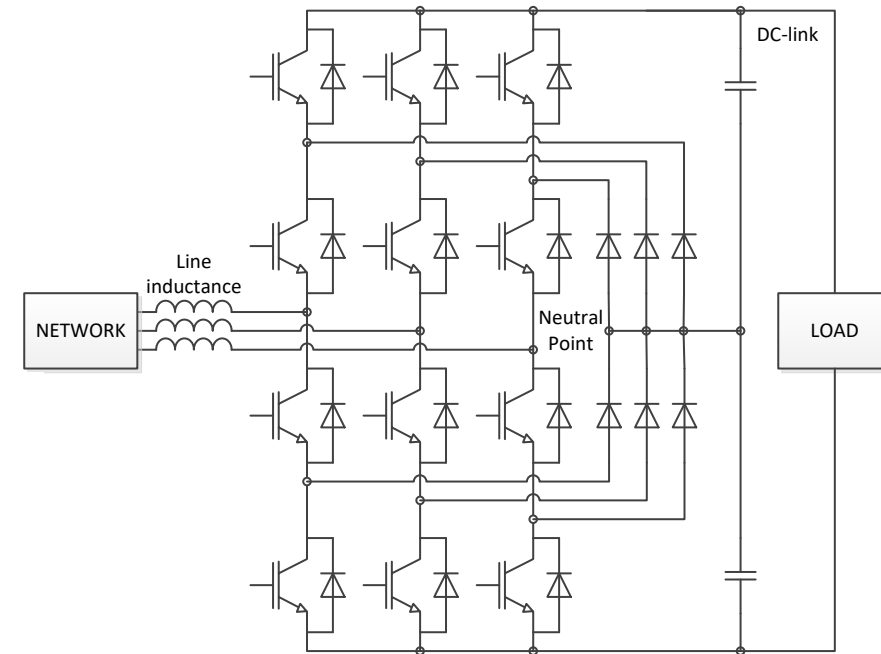 DC-link
Line
inductance
NETWORK
Neutral
Point
LOAD